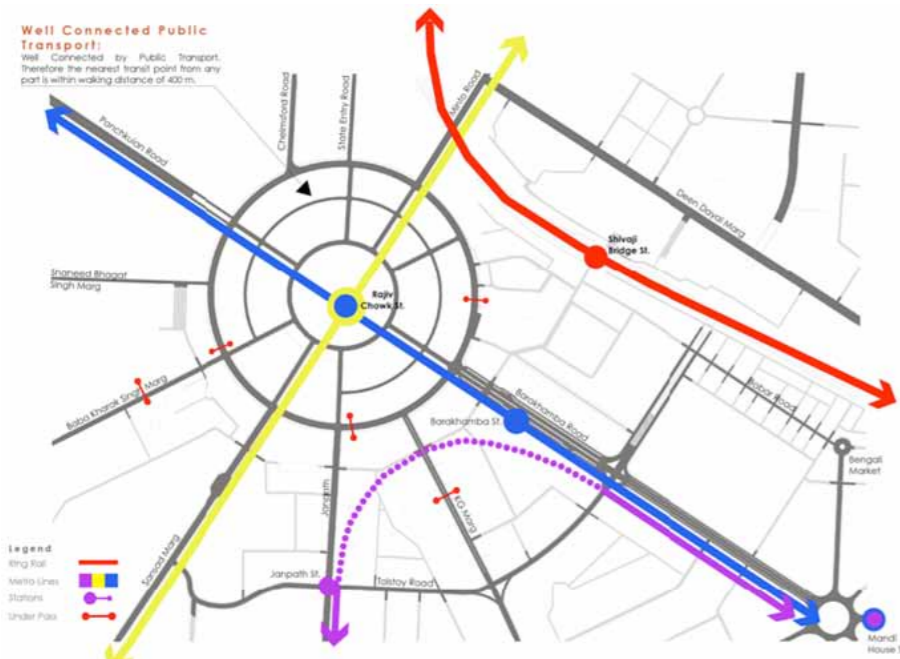 Well Connected Public
Transport:
Well Connected by Public Transport.
Therefore the nearest transit point from any
part is within walking distance of 400 m.
Panchkuian Road
Chelmsford Road
State Entry Road
Minto Road
Deen Dayal Marg
Shivaji
Bridge St.
Shaheed Bhagat
Singh Marg
Rajiv
Chowk St.
Baba Kharak Singh Marg
Barakhamba St.
Barakhamba Road
Babar Road
Bengali
Market
Janpath
KG Marg
Sansad Marg
Janpath St.
Tolstoy Road
Mandi
House S
Legend
Ring Rail
Metro Lines
Stations
Under Pass